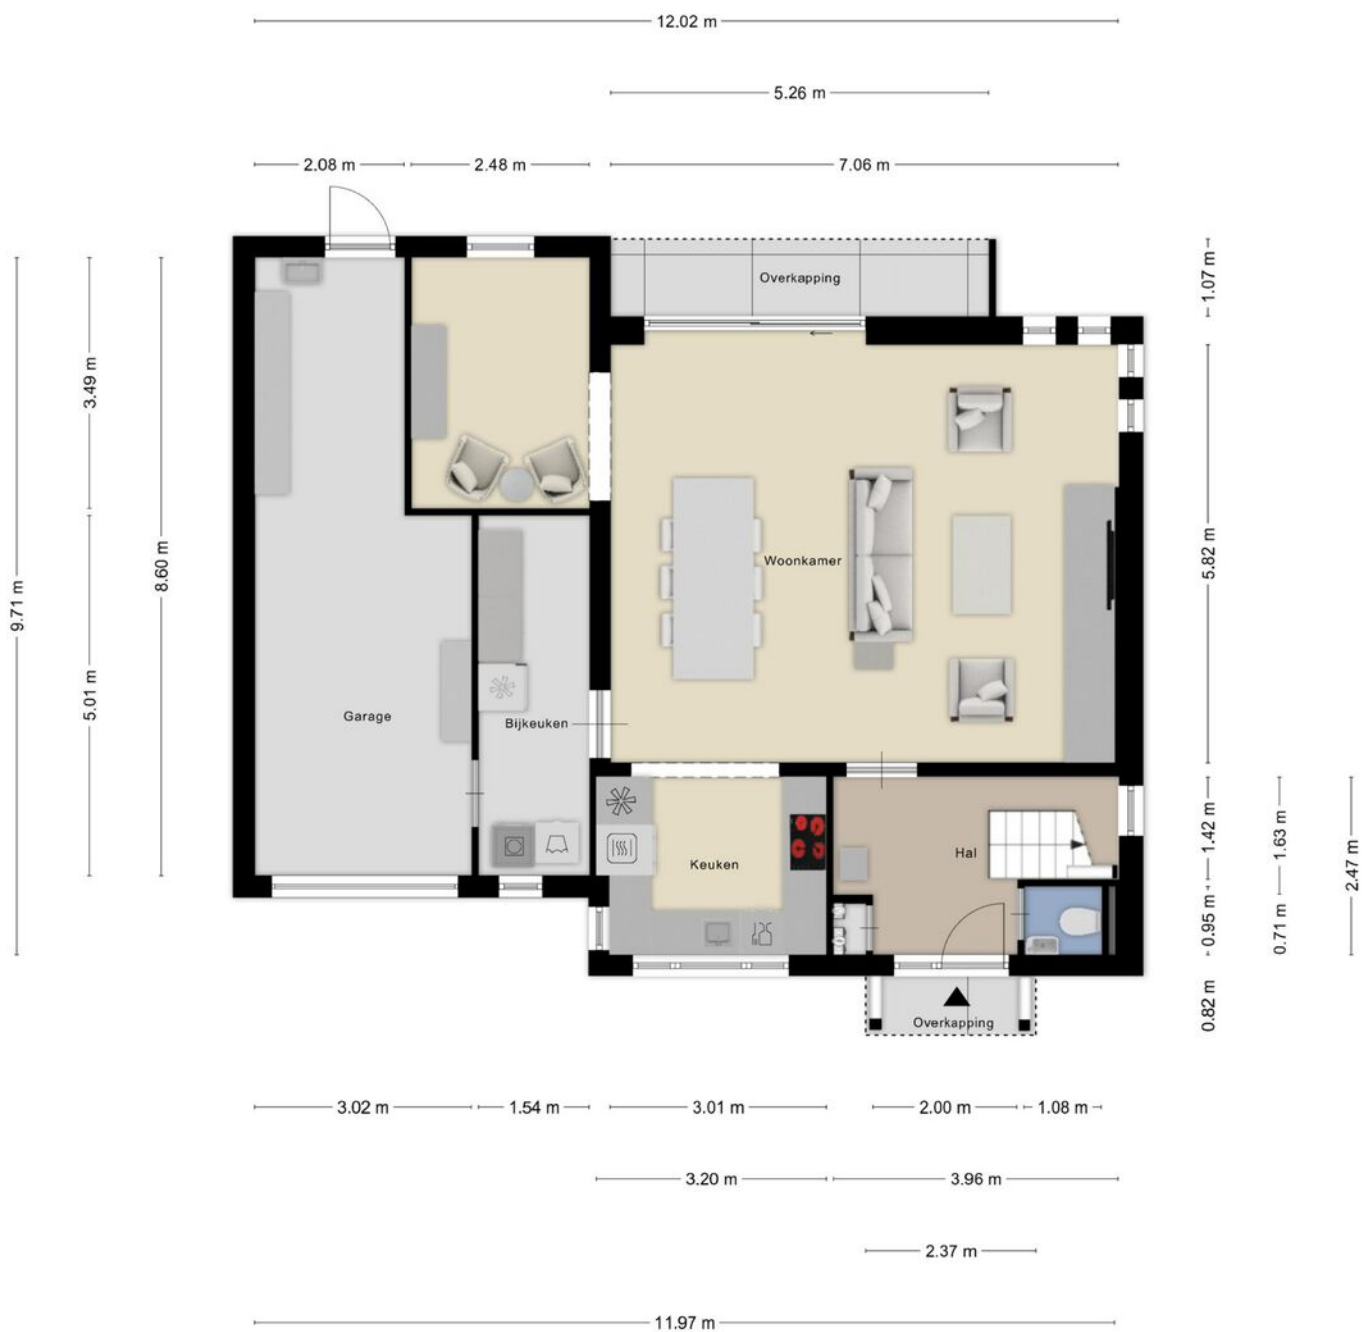 12.02 m
5.26 m
2.08 m
2.48 m
7.06 m
Overkapping
1.07 m
3.49 m
9.71 m
8.60 m
5.01 m
5.82 m
Woonkamer
Garage
Bijkeuken
Keuken
Hal
1.42 m
1.63 m
2.47 m
0.95 m
0.71 m
0.82 m
Overkapping
3.02 m
1.54 m
3.01 m
2.00 m
1.08 m
3.20 m
3.96 m
2.37 m
11.97 m